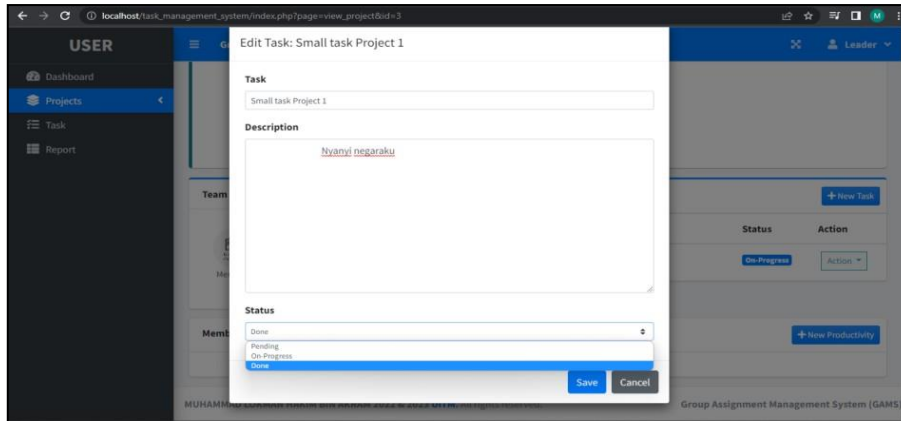 localhost/task_management_system/index.php?page=view_project&id=3
M
USER
Dashboard
Projects
Task
Report
Leader
Edit Task: Small task Project 1
Task
Small task Project 1
Description
Nyanyi negaraku
Status
Done
Pending
On-Progress
Done
Save
Cancel
Team
New Task
Status
Action
On-Progress
Action
Memb
New Productivity
Group Assignment Management System (GAMS)